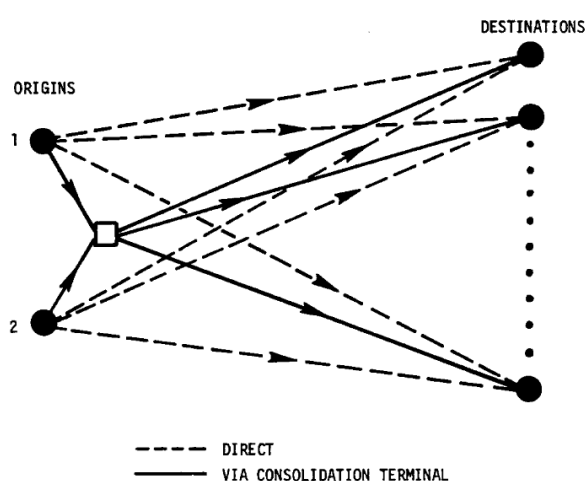 DESTINATIONS
ORIGINS
1
2
DIRECT
VIA CONSOLIDATION TERMINAL